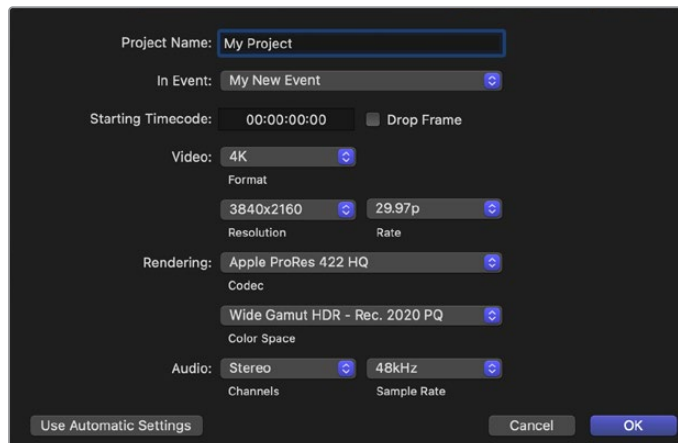 Project Name: My Project
In Event: My New Event
Starting Timecode: 00:00:00:00 Drop Frame
Video: 4K
Format
3840x2160 29.97p
Resolution Rate
Rendering: Apple ProRes 422 HQ
Codec
Wide Gamut HDR - Rec. 2020 PQ
Color Space
Audio: Stereo 48kHz
Channels Sample Rate
Use Automatic Settings Cancel OK